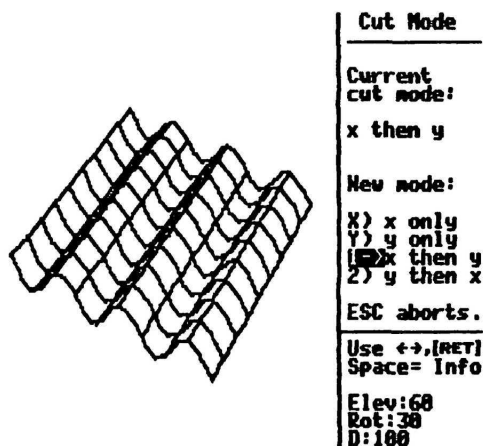 Cut Mode
Current
cut mode:
x then y
New mode:
X) x only
Y) y only
x then y
2) y then x
ESC aborts.
Use ←→,[RET]
Space= Info
Elev:60
Rot:30
D:100